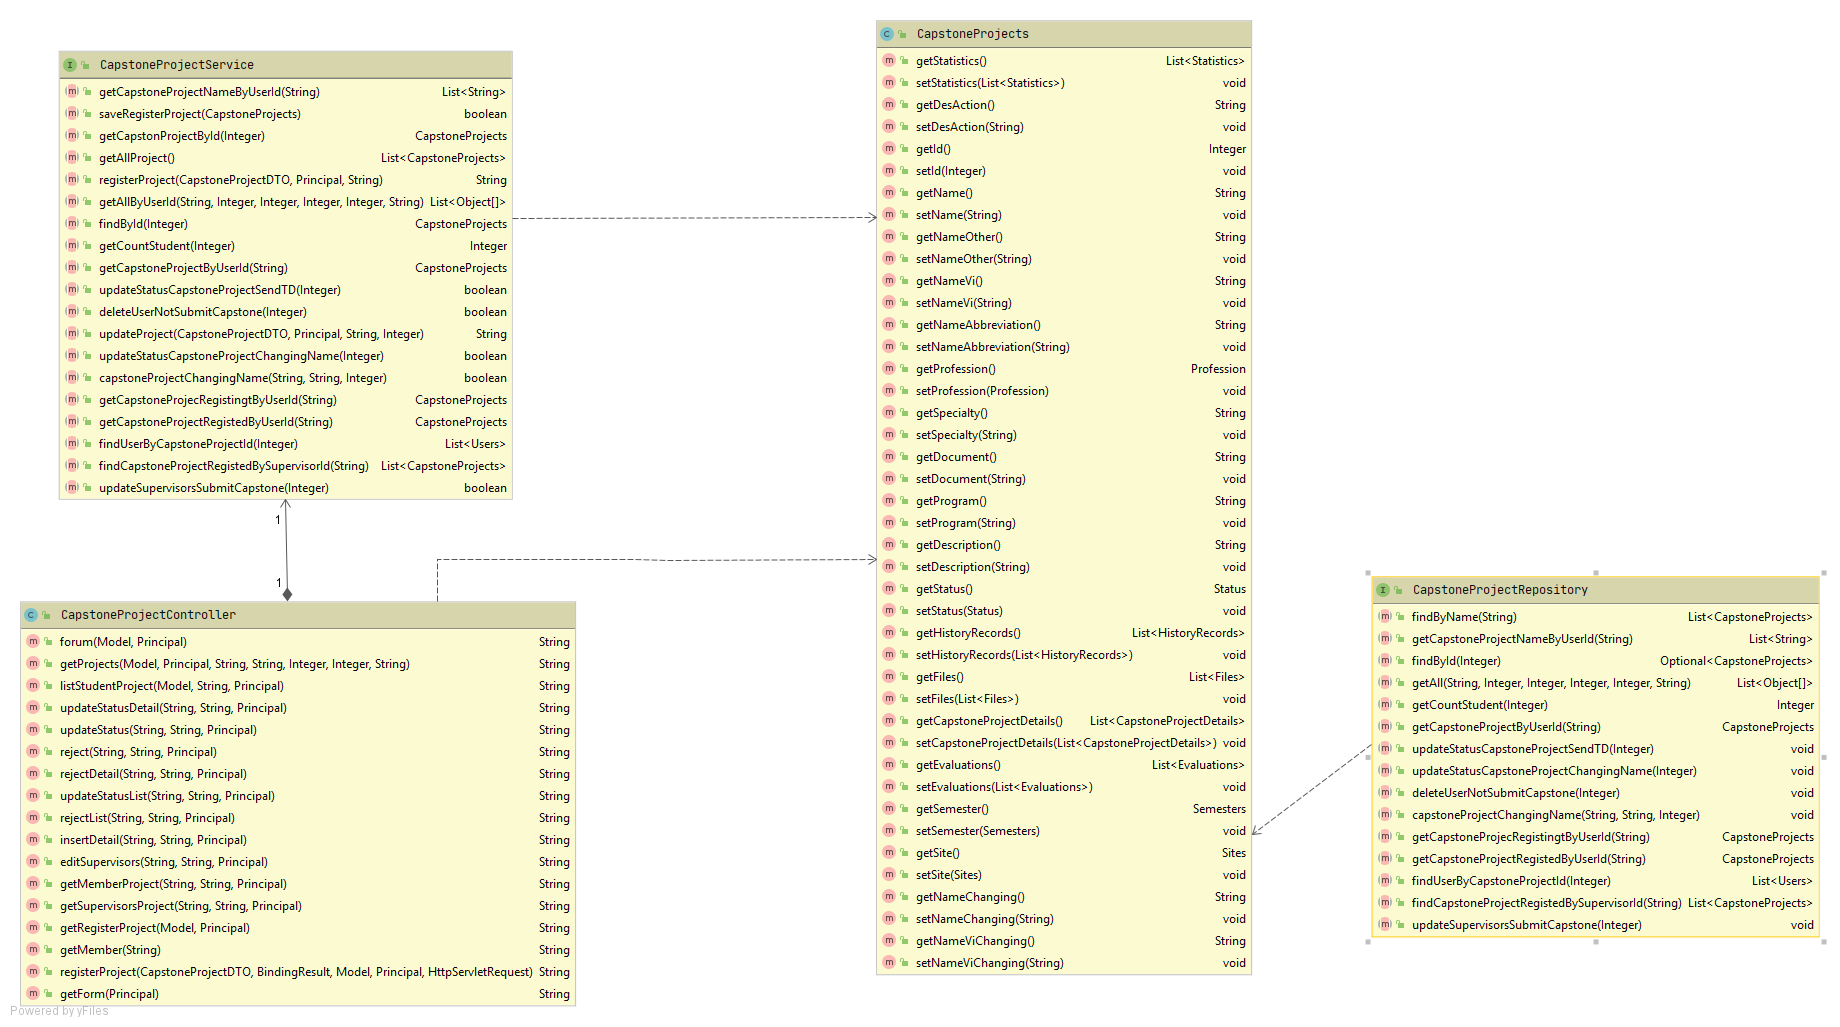 CapstoneProjectService
getCapstoneProjectNameByUserId(String) List<String>
saveRegisterProject(CapstoneProjects) boolean
getCapstonProjectById(Integer) CapstoneProjects
getAllProject() List<CapstoneProjects>
registerProject(CapstoneProjectDTO, Principal, String) String
getAllByUserId(String, Integer, Integer, Integer, Integer, String) List<Object[]>
findById(Integer) CapstoneProjects
getCountStudent(Integer) Integer
getCapstoneProjectByUserId(String) CapstoneProjects
updateStatusCapstoneProjectSendTD(Integer) boolean
deleteUserNotSubmitCapstone(Integer) boolean
updateProject(CapstoneProjectDTO, Principal, String, Integer) String
updateStatusCapstoneProjectChangingName(Integer) boolean
capstoneProjectChangingName(String, String, Integer) boolean
getCapstoneProjecRegistingtByUserId(String) CapstoneProjects
getCapstoneProjectRegistedByUserId(String) CapstoneProjects
findUserByCapstoneProjectId(Integer) List<Users>
findCapstoneProjectRegistedBySupervisorId(String) List<CapstoneProjects>
updateSupervisorsSubmitCapstone(Integer) boolean
1
1
CapstoneProjectController
forum(Model, Principal) String
getProjects(Model, Principal, String, String, Integer, Integer, String) String
listStudentProject(Model, String, Principal) String
updateStatusDetail(String, String, Principal) String
updateStatus(String, String, Principal) String
reject(String, String, Principal) String
rejectDetail(String, String, Principal) String
updateStatusList(String, String, Principal) String
rejectList(String, String, Principal) String
insertDetail(String, String, Principal) String
editSupervisors(String, String, Principal) String
getMemberProject(String, String, Principal) String
getSupervisorsProject(String, String, Principal) String
getRegisterProject(Model, Principal) String
getMember(String) String
registerProject(CapstoneProjectDTO, BindingResult, Model, Principal, HttpServletRequest) String
getForm(Principal) String
Powered by yFiles
CapstoneProjects
getStatistics() List<Statistics>
setStatistics(List<Statistics>) void
getDesAction() String
setDesAction(String) void
getId() Integer
setId(Integer) void
getName() String
setName(String) void
getNameOther() String
setNameOther(String) void
getNameVi() String
setNameVi(String) void
getNameAbbreviation() String
setNameAbbreviation(String) void
getProfession() Profession
setProfession(Profession) void
getSpecialty() String
setSpecialty(String) void
getDocument() String
setDocument(String) void
getProgram() String
setProgram(String) void
getDescription() String
setDescription(String) void
getStatus() Status
setStatus(Status) void
getHistoryRecords() List<HistoryRecords>
setHistoryRecords(List<HistoryRecords>) void
getFiles() List<Files>
setFiles(List<Files>) void
getCapstoneProjectDetails() List<CapstoneProjectDetails>
setCapstoneProjectDetails(List<CapstoneProjectDetails>) void
getEvaluations() List<Evaluations>
setEvaluations(List<Evaluations>) void
getSemester() Semesters
setSemester(Semesters) void
getSite() Sites
setSite(Sites) void
getNameChanging() String
setNameChanging(String) void
getNameViChanging() String
setNameViChanging(String) void
CapstoneProjectRepository
findByName(String) List<CapstoneProjects>
getCapstoneProjectNameByUserId(String) List<String>
findById(Integer) Optional<CapstoneProjects>
getAll(String, Integer, Integer, Integer, Integer, String) List<Object[]>
getCountStudent(Integer) Integer
getCapstoneProjectByUserId(String) CapstoneProjects
updateStatusCapstoneProjectSendTD(Integer) void
updateStatusCapstoneProjectChangingName(Integer) void
deleteUserNotSubmitCapstone(Integer) void
capstoneProjectChangingName(String, String, Integer) void
getCapstoneProjecRegistingtByUserId(String) CapstoneProjects
getCapstoneProjectRegistedByUserId(String) CapstoneProjects
findUserByCapstoneProjectId(Integer) List<Users>
findCapstoneProjectRegistedBySupervisorId(String) List<CapstoneProjects>
updateSupervisorsSubmitCapstone(Integer) void